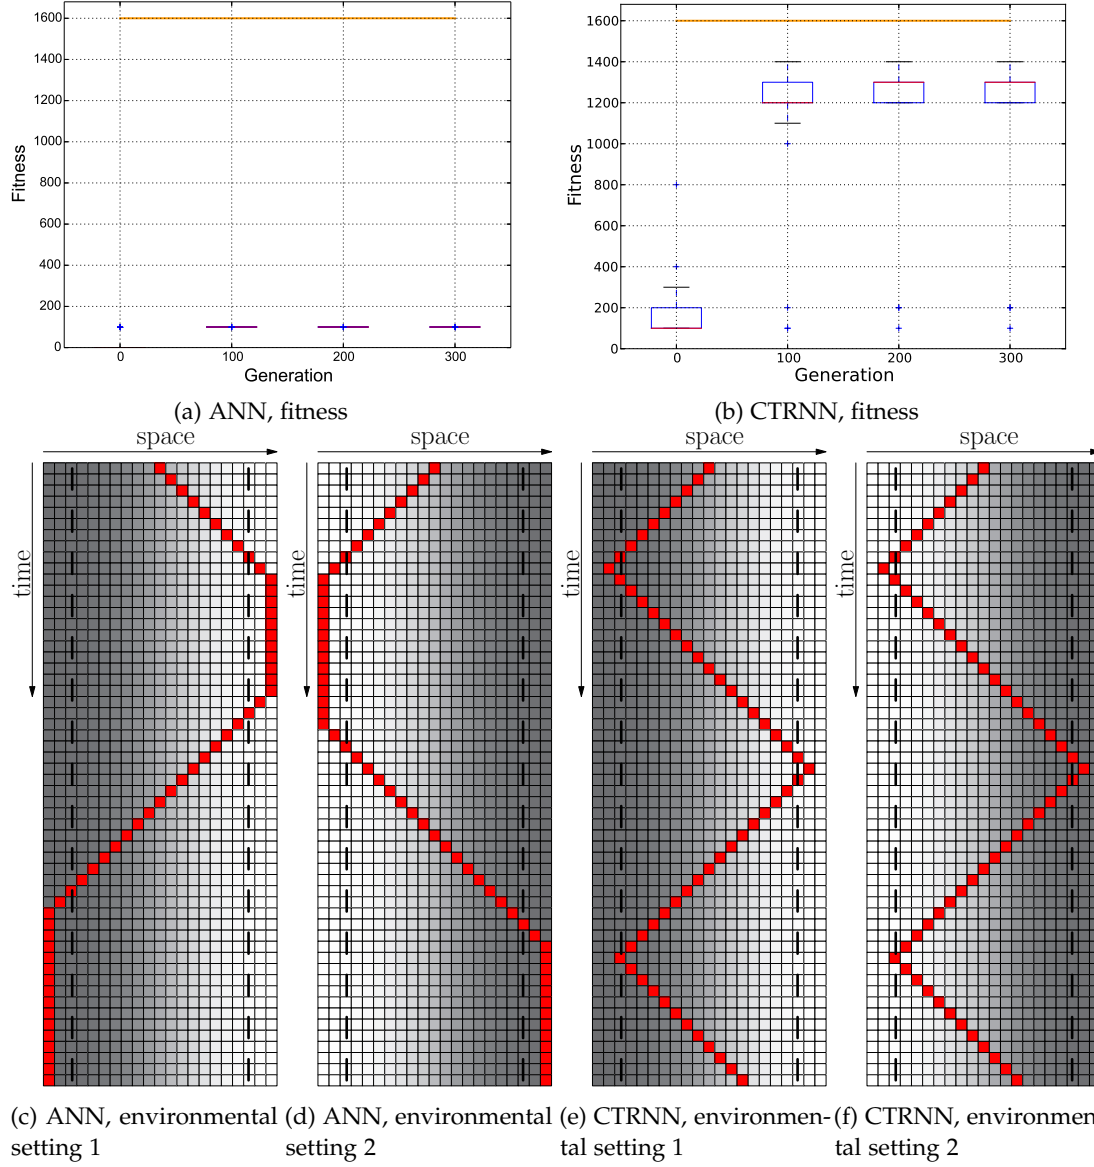 1600
1400
1200
1000
800
600
400
200
0
Fitness
0 100 200 300
Generation
(a) ANN, fitness
1600
1400
1200
1000
800
600
400
200
0
Fitness
0 100 200 300
Generation
(b) CTRNN, fitness
space
time
space
time
space
time
space
time
(c) ANN, environmental
setting 1
(d) ANN, environmental
setting 2
(e) CTRNN, environmen-
tal setting 1
(f) CTRNN, environmen
tal setting 2